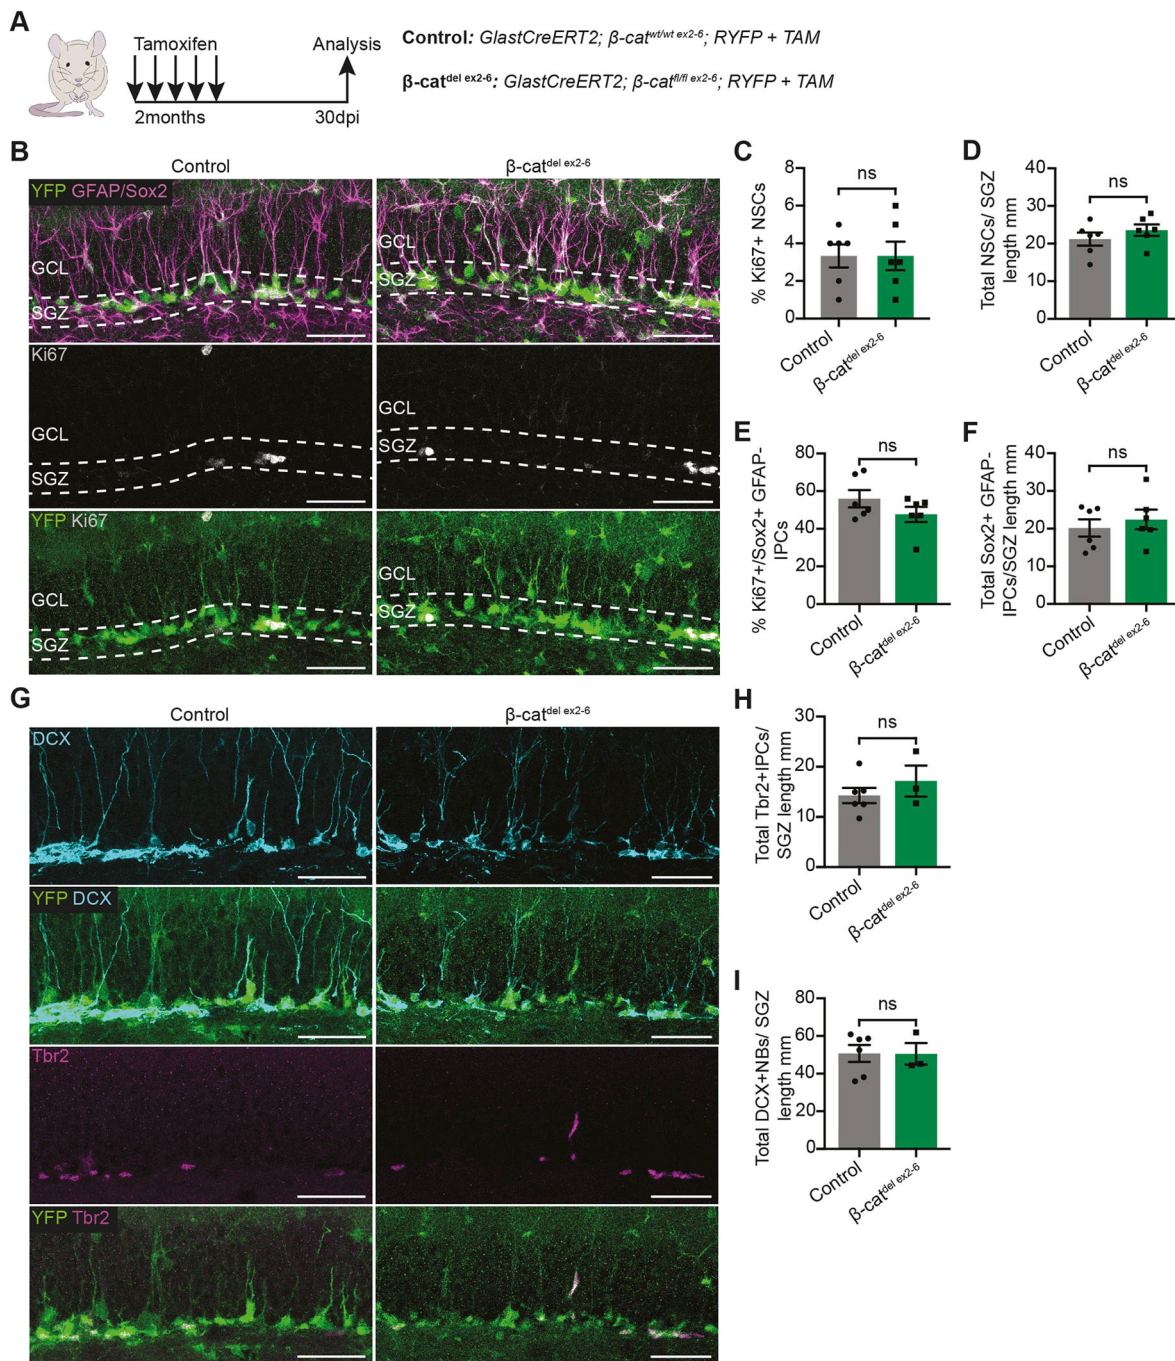 A
Tamoxifen
Analysis
2months
30dpi
Control: GlastCreERT2; β-cat^wt/wt ex2-6; RYFP + TAM
β-cat^del ex2-6: GlastCreERT2; β-cat^fl/fl ex2-6; RYFP + TAM
B
Control
β-cat^del ex2-6
YFP GFAP/Sox2
GCL
SGZ
GCL
SGZ
Ki67
GCL
SGZ
GCL
SGZ
YFP Ki67
GCL
SGZ
GCL
SGZ
C
% Ki67+ NSCs
8
6
4
2
0
ns
Control
β-cat^del ex2-6
D
Total NSCs/ SGZ
length mm
40
30
20
10
0
ns
Control
β-cat^del ex2-6
E
% Ki67+/Sox2+ GFAP-
IPCs
80
60
40
20
0
ns
Control
β-cat^del ex2-6
F
Total Sox2+ GFAP-
IPCs/SGZ length mm
40
30
20
10
0
ns
Control
β-cat^del ex2-6
G
Control
β-cat^del ex2-6
DCX
YFP DCX
Tbr2
YFP Tbr2
H
Total Tbr2+IPCs/
SGZ length mm
30
20
10
0
ns
Control
β-cat^del ex2-6
I
Total DCX+NBs/ SGZ
length mm
80
60
40
20
0
ns
Control
β-cat^del ex2-6